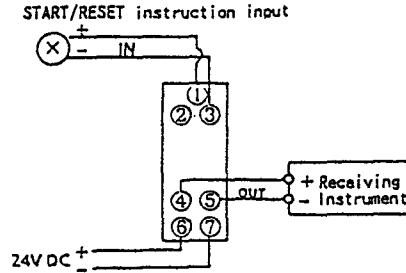 START/RESET instruction input
+
- IN
①
② ③
④ ⑤ OUT + Receiving
- Instrument
⑥ ⑦
24V DC +
-